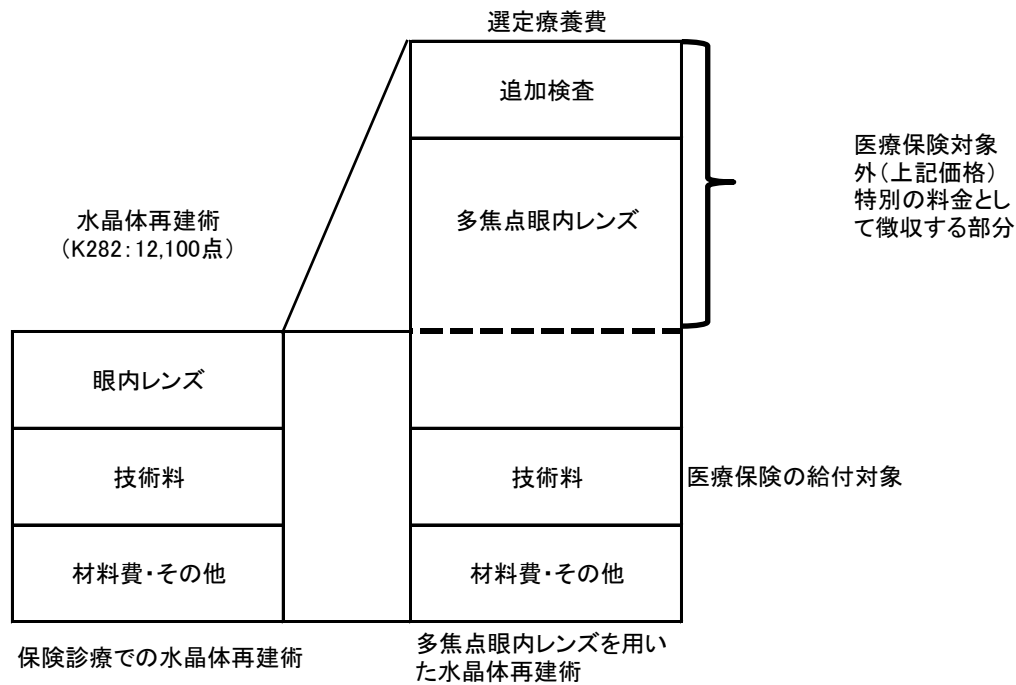 選定療養費
追加検査
多焦点眼内レンズ
医療保険対象
外（上記価格）
特別の料金とし
て徴収する部分
水晶体再建術
（K282：12,100点）
眼内レンズ
技術料
材料費・その他
技術料
医療保険の給付対象
材料費・その他
保険診療での水晶体再建術
多焦点眼内レンズを用い
た水晶体再建術